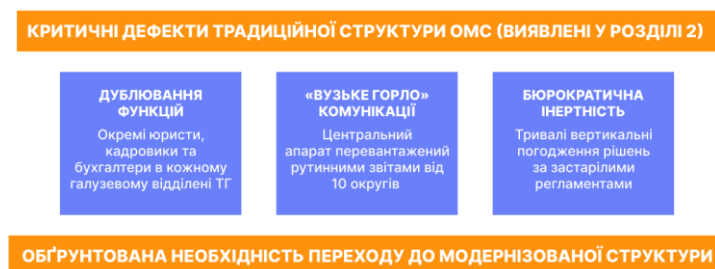 КРИТИЧНІ ДЕФЕКТИ ТРАДИЦІЙНОЇ СТРУКТУРИ ОМС (ВИЯВЛЕНІ У РОЗДІЛІ 2)
ДУБЛЮВАННЯ
ФУНКЦІЙ
Окремі юристи,
кадровики та
бухгалтери в кожному
галузевому відділені ТГ
«ВУЗЬКЕ ГОРЛО»
КОМУНІКАЦІЇ
Центральний
апарат перевантажений
рутинними звітами від
10 округів
БЮРОКРАТИЧНА
ІНЕРТНІСТЬ
Тривалі вертикальні
погодження рішень
за застарілими
регламентами
ОБҐРУНТОВАНА НЕОБХІДНІСТЬ ПЕРЕХОДУ ДО МОДЕРНІЗОВАНОЇ СТРУКТУРИ